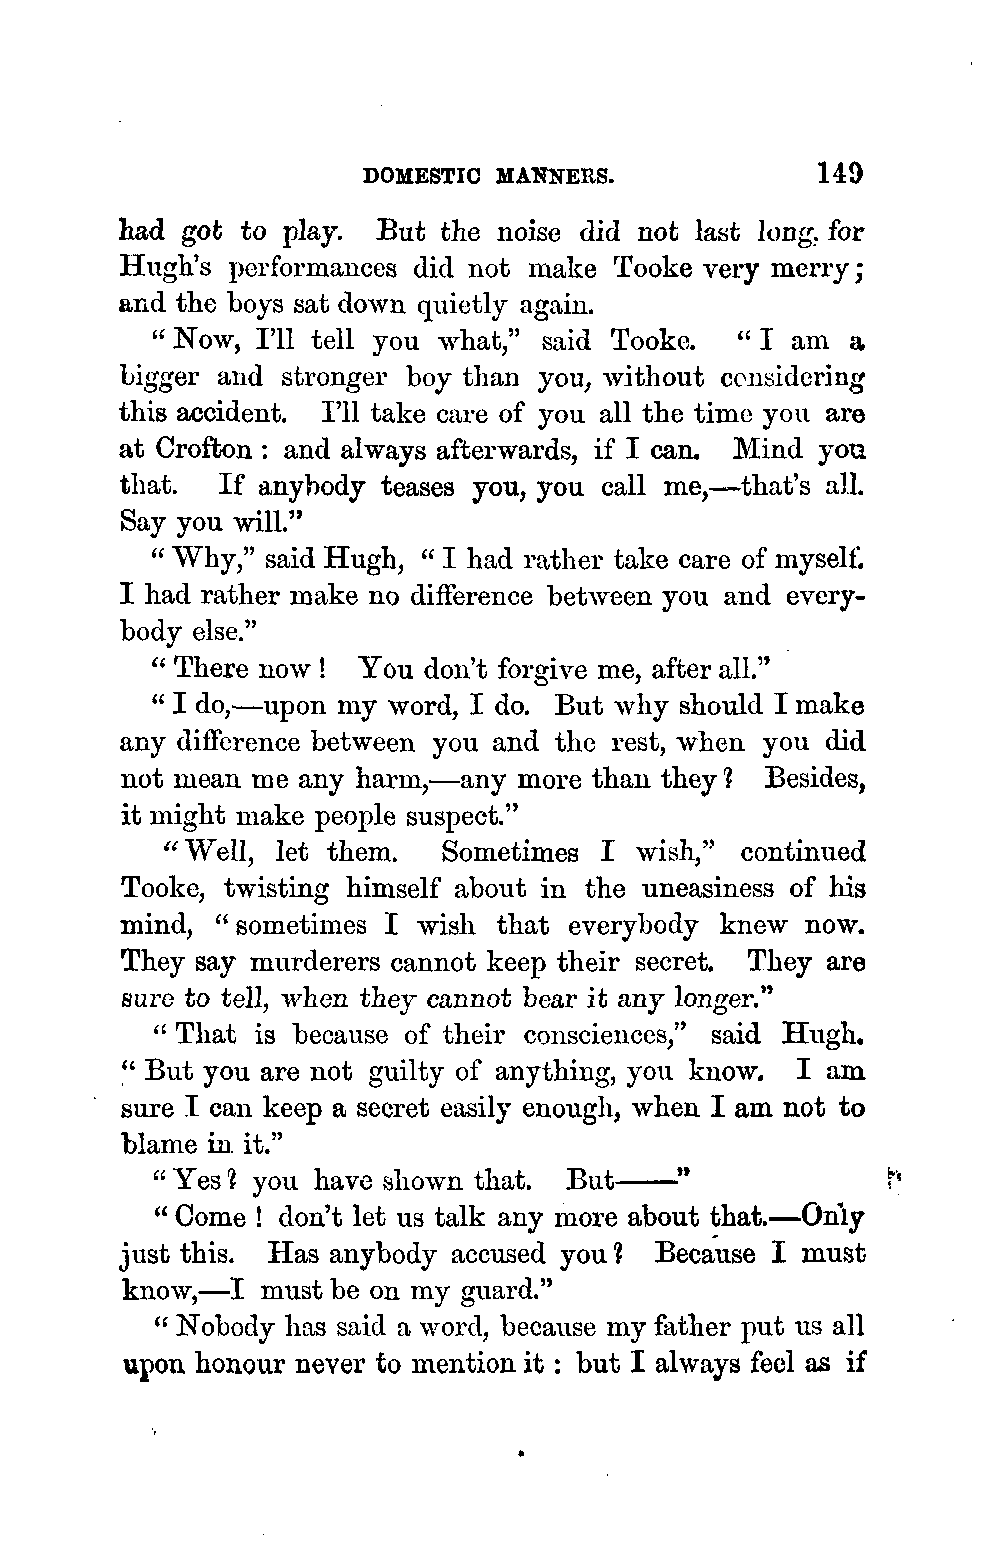 DOMESTIC MANNERS. 149
had got to play. But the noise did not last long, for
Hugh's performances did not make Tooke very merry;
and the boys sat down quietly again.
"Now, I'll tell you what," said Tooke. "I am a
bigger and stronger boy than you, without considering
this accident. I'll take care of you all the time you are
at Crofton: and always afterwards, if I can. Mind you
that. If anybody teases you, you call me,—that's all.
Say you will."
"Why," said Hugh, "I had rather take care of myself.
I had rather make no difference between you and every-
body else."
"There now! You don't forgive me, after all."
"I do,—upon my word, I do. But why should I make
any difference between you and the rest, when you did
not mean me any harm,—any more than they? Besides,
it might make people suspect."
"Well, let them. Sometimes I wish," continued
Tooke, twisting himself about in the uneasiness of his
mind, "sometimes I wish that everybody knew now.
They say murderers cannot keep their secret. They are
sure to tell, when they cannot bear it any longer."
"That is because of their consciences," said Hugh.
"But you are not guilty of anything, you know. I am
sure I can keep a secret easily enough, when I am not to
blame in it."
"Yes? you have shown that. But——"
"Come! don't let us talk any more about that.—Only
just this. Has anybody accused you? Because I must
know,—I must be on my guard."
"Nobody has said a word, because my father put us all
upon honour never to mention it: but I always feel as if